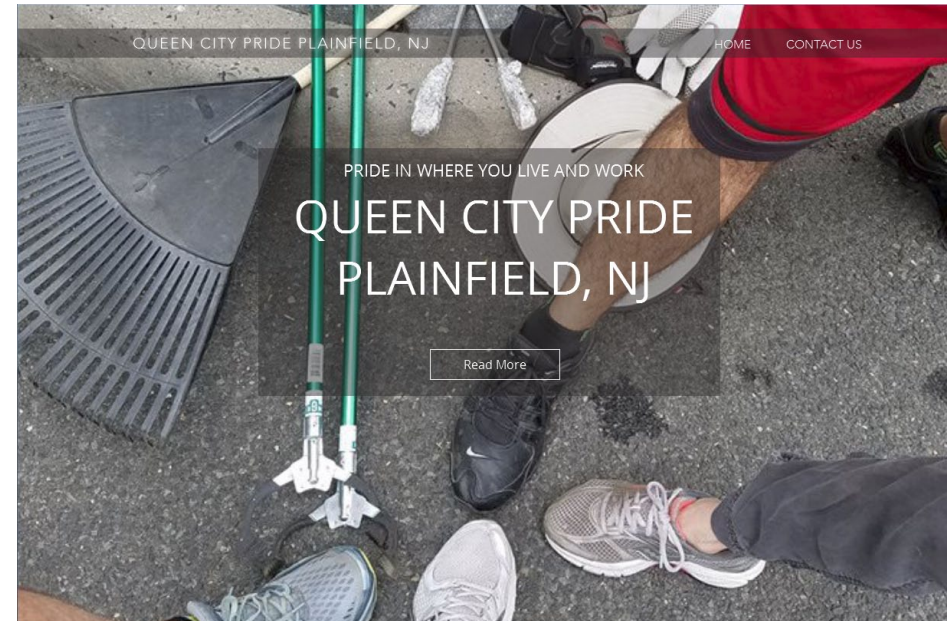 QUEEN CITY PRIDE PLAINFIELD, NJ
HOME CONTACT US
PRIDE IN WHERE YOU LIVE AND WORK
QUEEN CITY PRIDE
PLAINFIELD, NJ
Read More